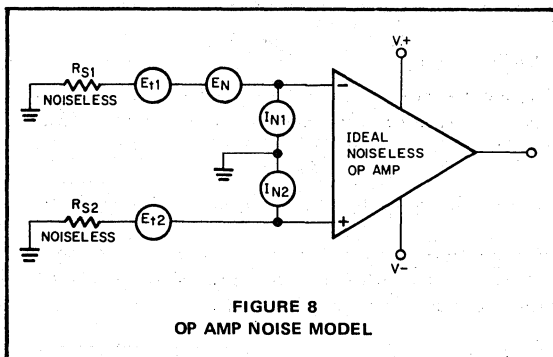 V+
RS1
NOISELESS
Et1
EN
−
IN1
IDEAL
NOISELESS
OP AMP
IN2
RS2
NOISELESS
Et2
+
V−
FIGURE 8
OP AMP NOISE MODEL